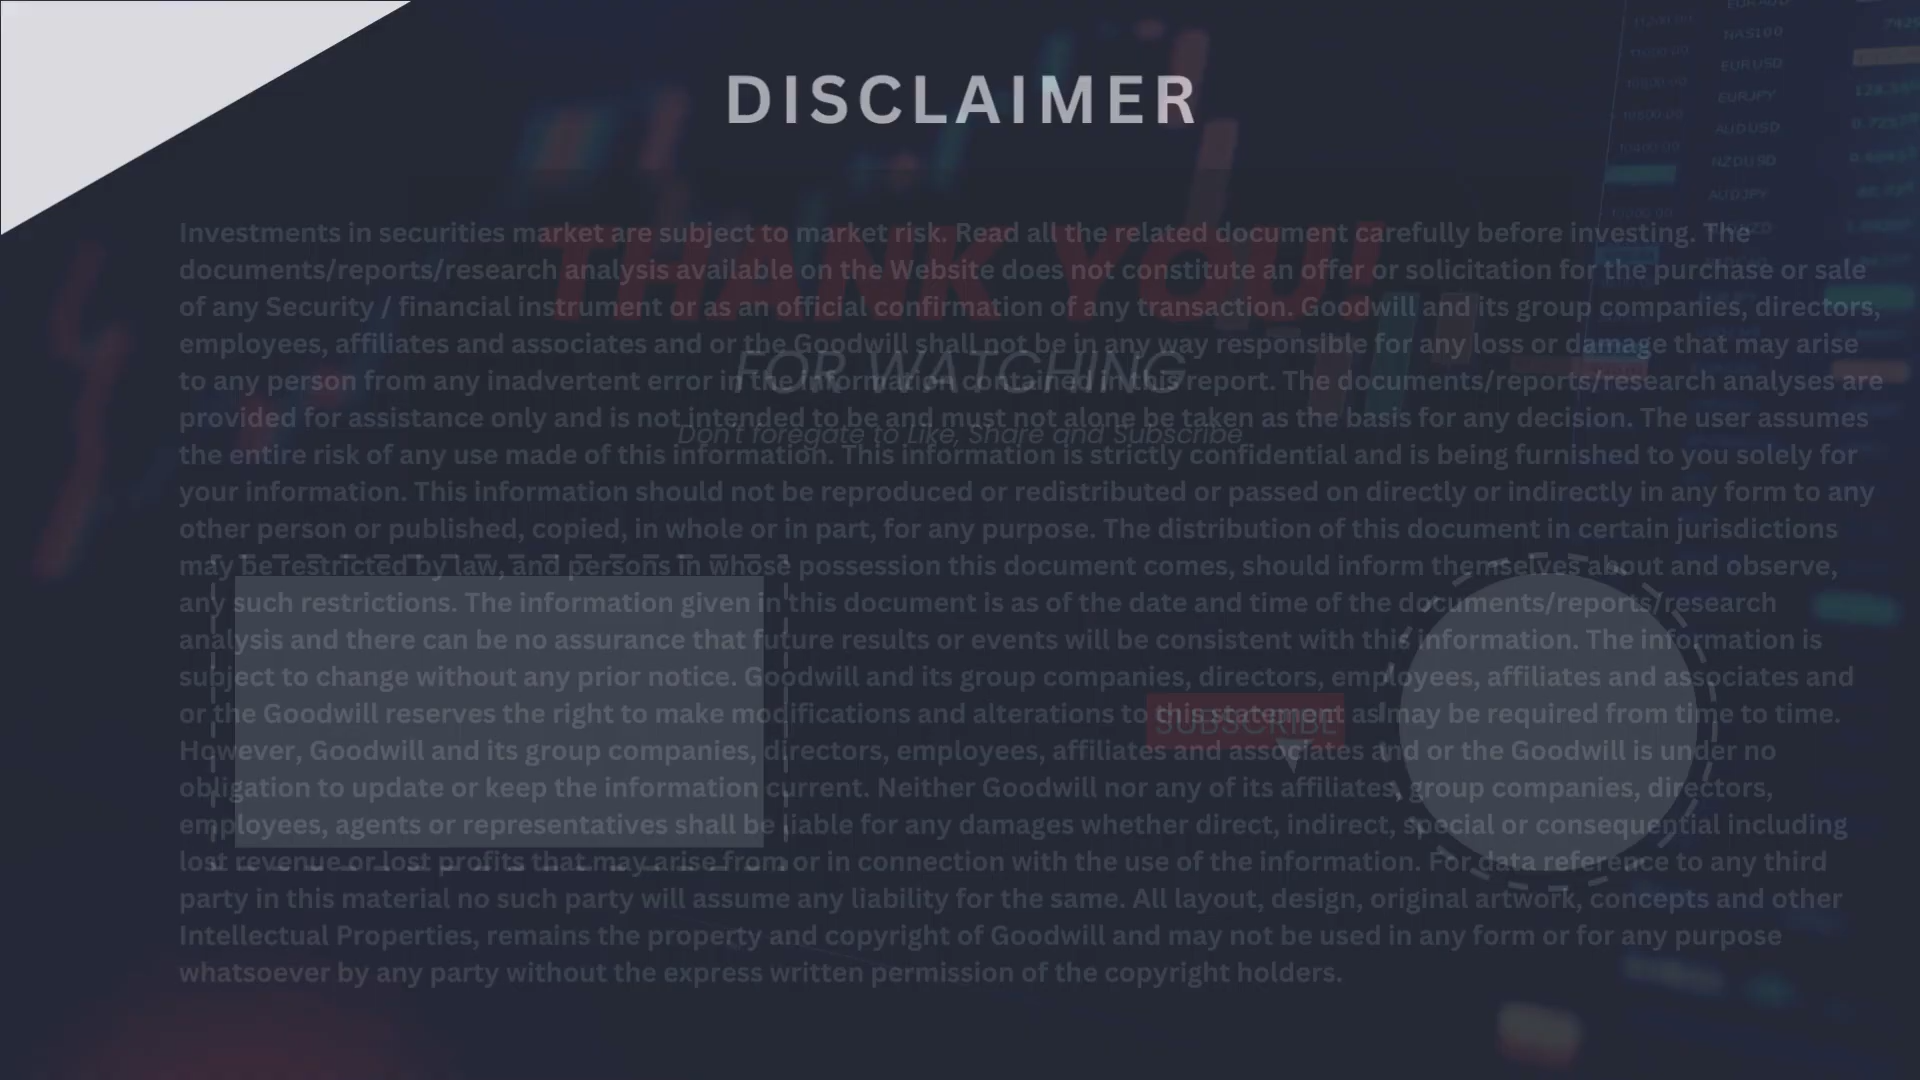 DISCLAIMER
Investments in securities market are subject to market risk. Read all the related document carefully before investing. The
documents/reports/research analysis available on the Website does not constitute an offer or solicitation for the purchase or sale
of any Security / financial instrument or as an official confirmation of any transaction. Goodwill and its group companies, directors,
employees, affiliates and associates and or the Goodwill shall not be in any way responsible for any loss or damage that may arise
to any person from any inadvertent error in the information contained in this report. The documents/reports/research analyses are
provided for assistance only and is not intended to be and must not alone be taken as the basis for any decision. The user assumes
the entire risk of any use made of this information. This information is strictly confidential and is being furnished to you solely for
your information. This information should not be reproduced or redistributed or passed on directly or indirectly in any form to any
other person or published, copied, in whole or in part, for any purpose. The distribution of this document in certain jurisdictions
may be restricted by law, and persons in whose possession this document comes, should inform themselves about and observe,
any such restrictions. The information given in this document is as of the date and time of the documents/reports/research
analysis and there can be no assurance that future results or events will be consistent with this information. The information is
subject to change without any prior notice. Goodwill and its group companies, directors, employees, affiliates and associates and
or the Goodwill reserves the right to make modifications and alterations to this statement as may be required from time to time.
However, Goodwill and its group companies, directors, employees, affiliates and associates and or the Goodwill is under no
obligation to update or keep the information current. Neither Goodwill nor any of its affiliates, group companies, directors,
employees, agents or representatives shall be liable for any damages whether direct, indirect, special or consequential including
lost revenue or lost profits that may arise from or in connection with the use of the information. For data reference to any third
party in this material no such party will assume any liability for the same. All layout, design, original artwork, concepts and other
Intellectual Properties, remains the property and copyright of Goodwill and may not be used in any form or for any purpose
whatsoever by any party without the express written permission of the copyright holders.
THANK YOU!
FOR WATCHING
Don't foregate to Like, Share and Subscribe
SUBSCRIBE
NAS100
EURUSD
EURJPY
AUDUSD
NZDUSD
AUDJPY